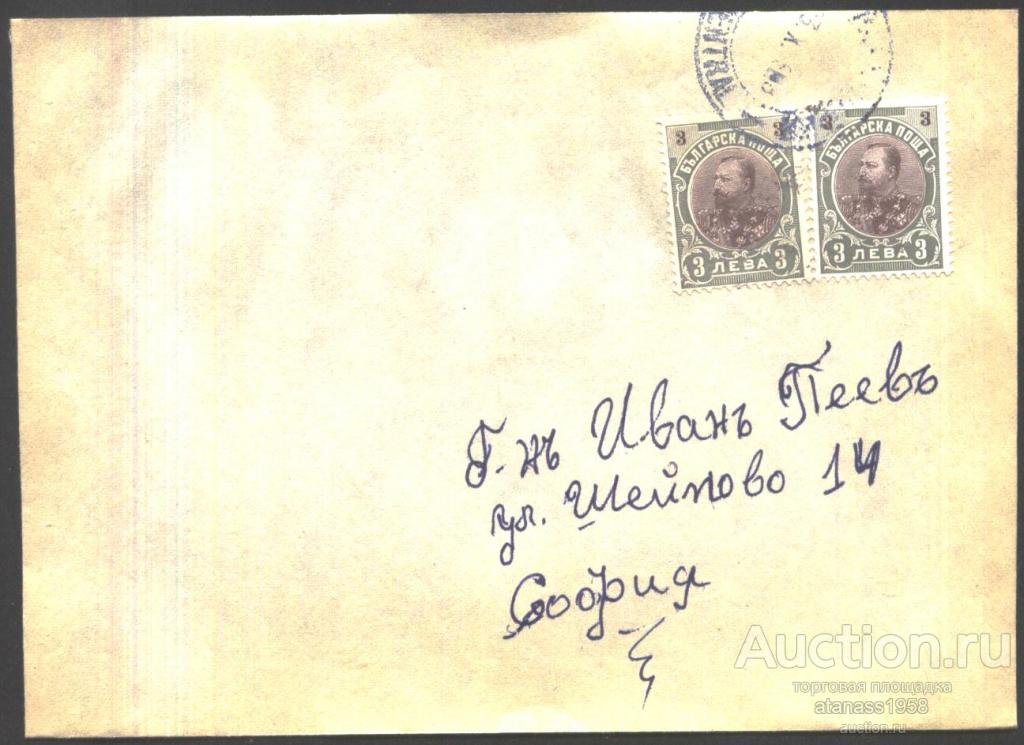 CENTRA
3 3
БЪЛГАРСКА ПОЩА
3 ЛЕВА 3
3 3
БЪЛГАРСКА ПОЩА
3 ЛЕВА 3
Г.нъ Иванъ Пеевъ
ул. Шейново 14
София
Auction.ru
торговая площадка
atanass1958
auction.ru